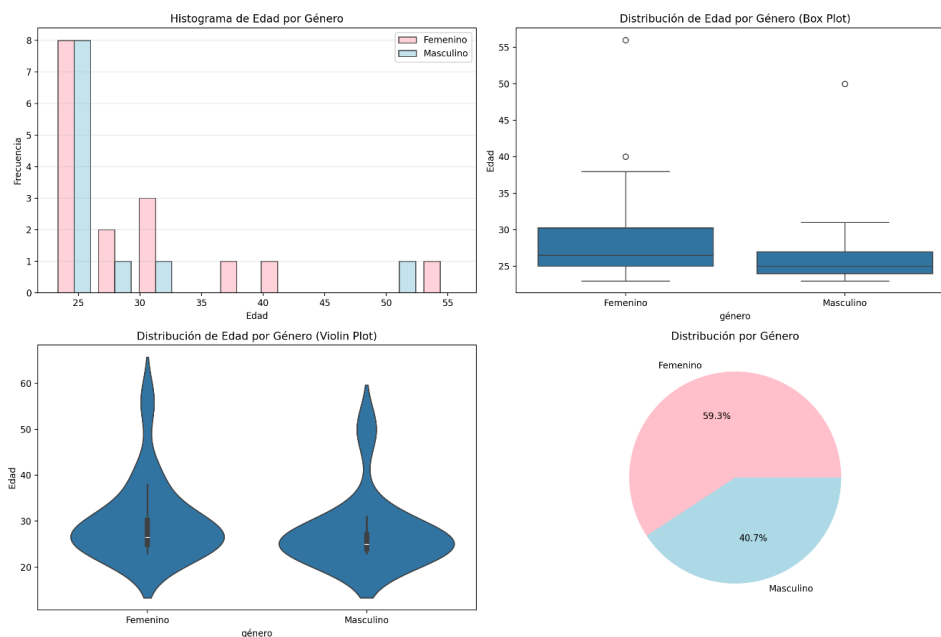 Histograma de Edad por Género
Femenino
Masculino
8
7
6
5
4
3
2
1
0
Frecuencia
25 30 35 40 45 50 55
Edad
Distribución de Edad por Género (Box Plot)
55
50
45
40
35
30
25
Edad
Femenino Masculino
género
Distribución de Edad por Género (Violin Plot)
60
50
40
30
20
Edad
Femenino Masculino
género
Distribución por Género
Femenino
59.3%
40.7%
Masculino